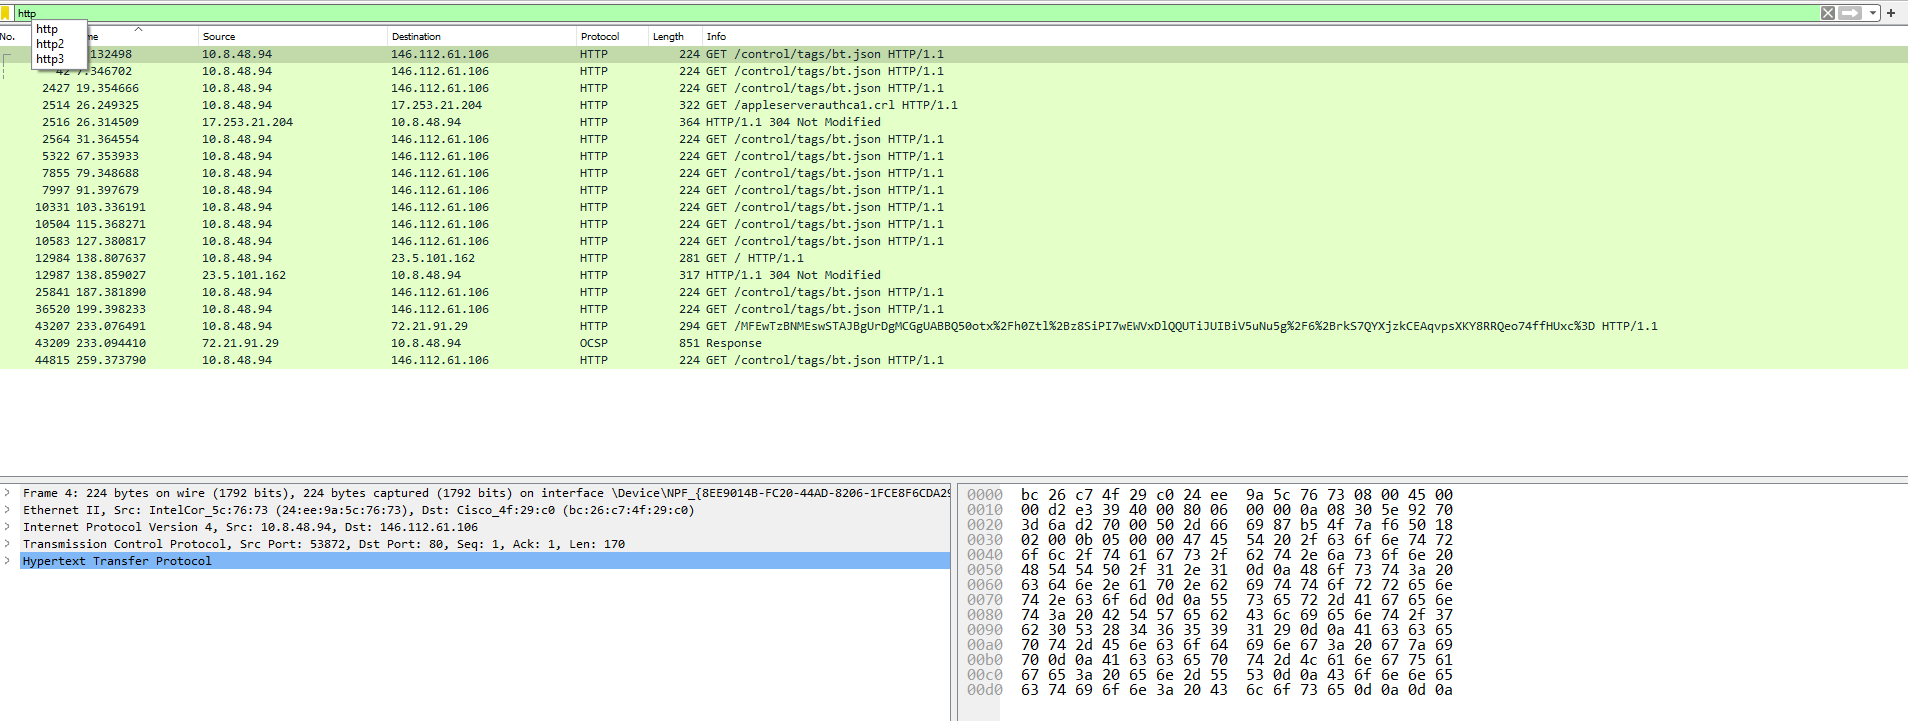 http
http
http2
http3
No. me Source Destination Protocol Length Info
.132498 10.8.48.94 146.112.61.106 HTTP 224 GET /control/tags/bt.json HTTP/1.1
42 7.346702 10.8.48.94 146.112.61.106 HTTP 224 GET /control/tags/bt.json HTTP/1.1
2427 19.354666 10.8.48.94 146.112.61.106 HTTP 224 GET /control/tags/bt.json HTTP/1.1
2514 26.249325 10.8.48.94 17.253.21.204 HTTP 322 GET /appleserverauthca1.crl HTTP/1.1
2516 26.314509 17.253.21.204 10.8.48.94 HTTP 364 HTTP/1.1 304 Not Modified
2564 31.364554 10.8.48.94 146.112.61.106 HTTP 224 GET /control/tags/bt.json HTTP/1.1
5322 67.353933 10.8.48.94 146.112.61.106 HTTP 224 GET /control/tags/bt.json HTTP/1.1
7855 79.348688 10.8.48.94 146.112.61.106 HTTP 224 GET /control/tags/bt.json HTTP/1.1
7997 91.397679 10.8.48.94 146.112.61.106 HTTP 224 GET /control/tags/bt.json HTTP/1.1
10331 103.336191 10.8.48.94 146.112.61.106 HTTP 224 GET /control/tags/bt.json HTTP/1.1
10504 115.368271 10.8.48.94 146.112.61.106 HTTP 224 GET /control/tags/bt.json HTTP/1.1
10583 127.380817 10.8.48.94 146.112.61.106 HTTP 224 GET /control/tags/bt.json HTTP/1.1
12984 138.807637 10.8.48.94 23.5.101.162 HTTP 281 GET / HTTP/1.1
12987 138.859027 23.5.101.162 10.8.48.94 HTTP 317 HTTP/1.1 304 Not Modified
25841 187.381890 10.8.48.94 146.112.61.106 HTTP 224 GET /control/tags/bt.json HTTP/1.1
36520 199.398233 10.8.48.94 146.112.61.106 HTTP 224 GET /control/tags/bt.json HTTP/1.1
43207 233.076491 10.8.48.94 72.21.91.29 HTTP 294 GET /MFEwTzBNMEswSTAJBgUrDgMCGgUABBQ50otx%2Fh0Ztl%2Bz8SiPI7wEWVxDlQQUTiJUIBiV5uNu5g%2F6%2BrkS7QYXjzkCEAqvpsXKY8RRQeo74ffHUxc%3D HTTP/1.1
43209 233.094410 72.21.91.29 10.8.48.94 OCSP 851 Response
44815 259.373790 10.8.48.94 146.112.61.106 HTTP 224 GET /control/tags/bt.json HTTP/1.1
Frame 4: 224 bytes on wire (1792 bits), 224 bytes captured (1792 bits) on interface \Device\NPF_{8EE9014B-FC20-44AD-8206-1FCE8F6CDA29
Ethernet II, Src: IntelCor_5c:76:73 (24:ee:9a:5c:76:73), Dst: Cisco_4f:29:c0 (bc:26:c7:4f:29:c0)
Internet Protocol Version 4, Src: 10.8.48.94, Dst: 146.112.61.106
Transmission Control Protocol, Src Port: 53872, Dst Port: 80, Seq: 1, Ack: 1, Len: 170
Hypertext Transfer Protocol
0000 bc 26 c7 4f 29 c0 24 ee 9a 5c 76 73 08 00 45 00
0010 00 d2 e3 39 40 00 80 06 00 00 0a 08 30 5e 92 70
0020 3d 6a d2 70 00 50 2d 66 69 87 b5 4f 7a f6 50 18
0030 02 00 0b 05 00 00 47 45 54 20 2f 63 6f 6e 74 72
0040 6f 6c 2f 74 61 67 73 2f 62 74 2e 6a 73 6f 6e 20
0050 48 54 54 50 2f 31 2e 31 0d 0a 48 6f 73 74 3a 20
0060 63 64 6e 2e 61 70 2e 62 69 74 74 6f 72 72 65 6e
0070 74 2e 63 6f 6d 0d 0a 55 73 65 72 2d 41 67 65 6e
0080 74 3a 20 42 54 57 65 62 43 6c 69 65 6e 74 2f 37
0090 62 30 53 28 34 36 35 39 31 29 0d 0a 41 63 63 65
00a0 70 74 2d 45 6e 63 6f 64 69 6e 67 3a 20 67 7a 69
00b0 70 0d 0a 41 63 63 65 70 74 2d 4c 61 6e 67 75 61
00c0 67 65 3a 20 65 6e 2d 55 53 0d 0a 43 6f 6e 6e 65
00d0 63 74 69 6f 6e 3a 20 43 6c 6f 73 65 0d 0a 0d 0a